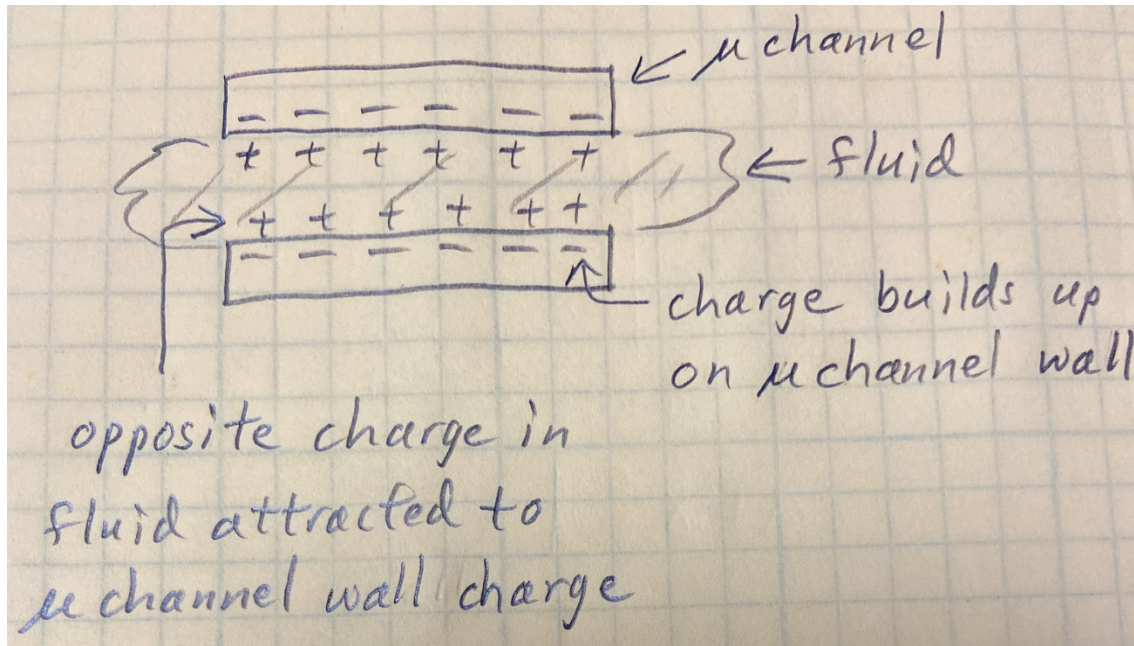 μ channel
fluid
charge builds up
on μ channel wall
opposite charge in
fluid attracted to
μ channel wall charge